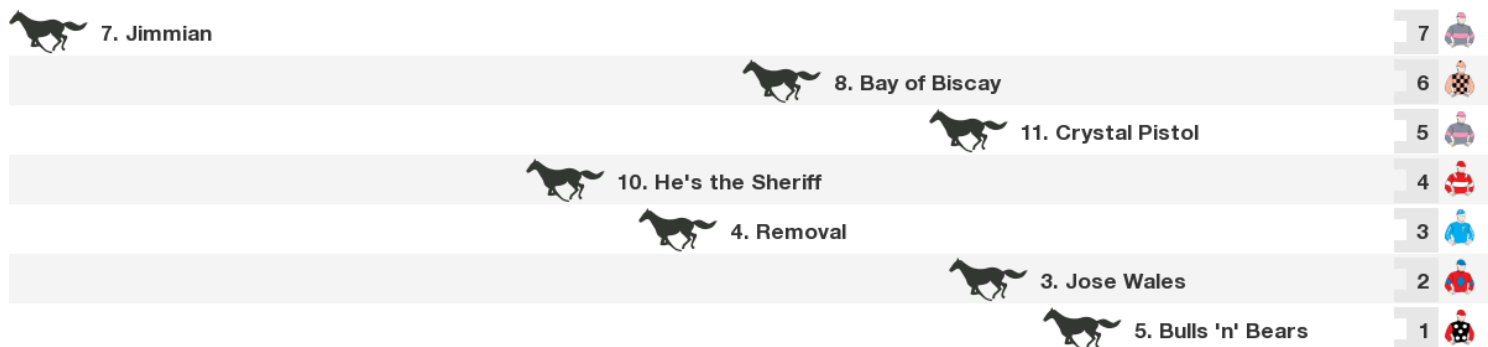 7. Jimmian 7
8. Bay of Biscay 6
11. Crystal Pistol 5
10. He's the Sheriff 4
4. Removal 3
3. Jose Wales 2
5. Bulls 'n' Bears 1